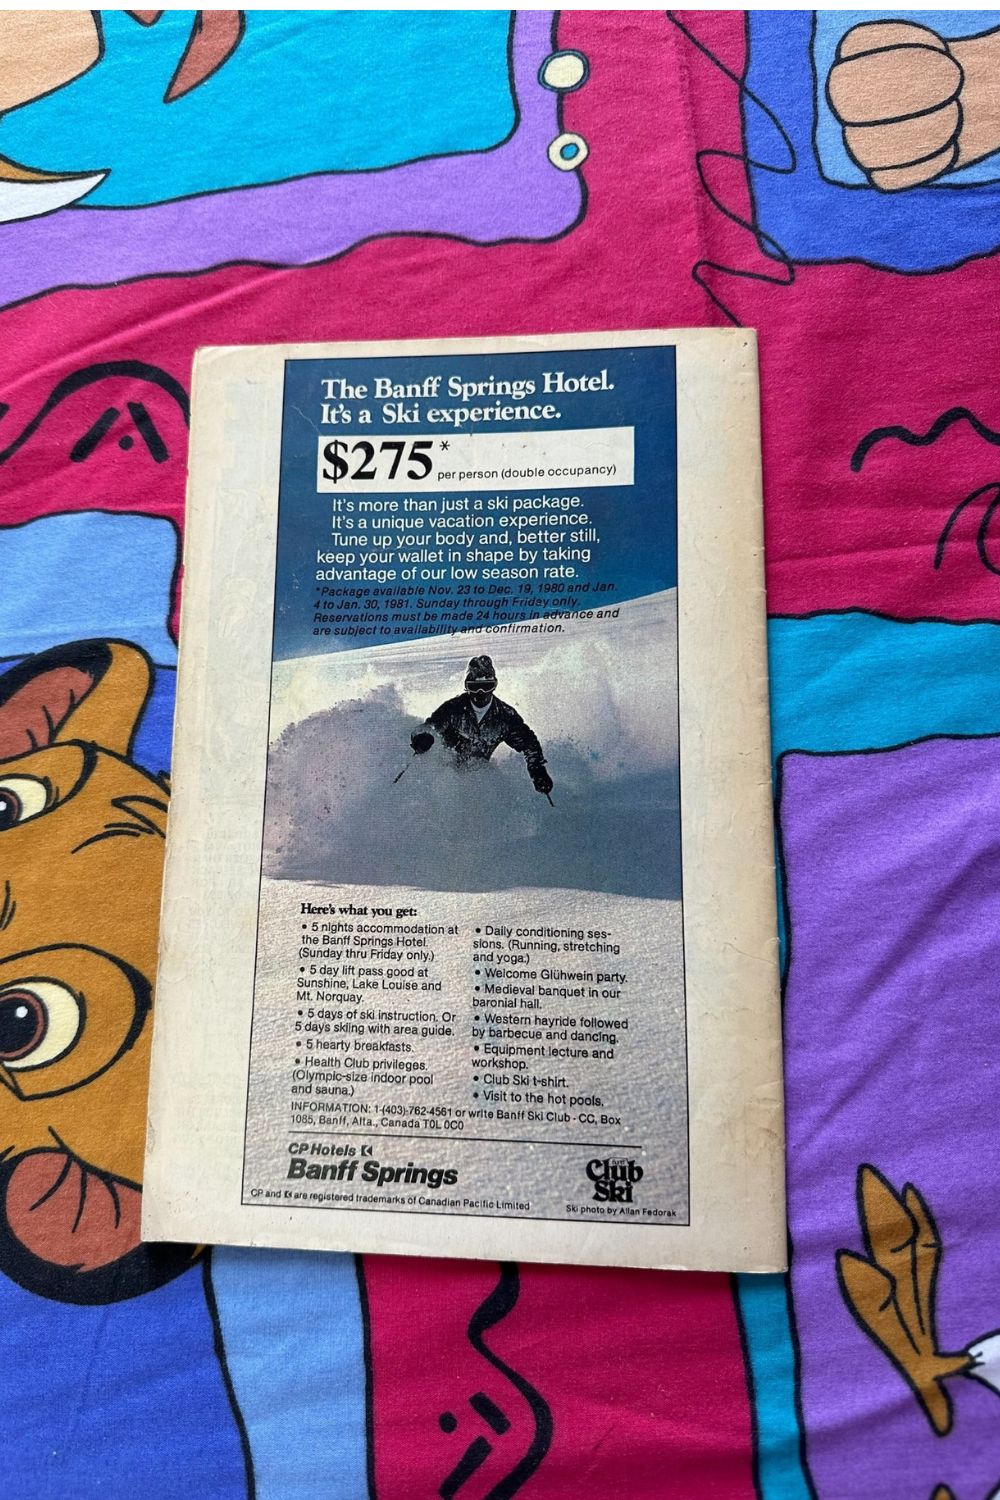 The Banff Springs Hotel.
It's a Ski experience.
$275*
per person (double occupancy)
It's more than just a ski package.
It's a unique vacation experience.
Tune up your body and, better still,
keep your wallet in shape by taking
advantage of our low season rate.
*Package available Nov. 23 to Dec. 19, 1980 and Jan.
4 to Jan. 30, 1981. Sunday through Friday only.
Reservations must be made 24 hours in advance and
are subject to availability and confirmation.
Here's what you get:
• 5 nights accommodation at
the Banff Springs Hotel.
(Sunday thru Friday only.)
• 5 day lift pass good at
Sunshine, Lake Louise and
Mt. Norquay.
• 5 days of ski instruction. Or
5 days skiing with area guide.
• 5 hearty breakfasts.
• Health Club privileges.
(Olympic-size indoor pool
and sauna.)
• Daily conditioning ses-
sions. (Running, stretching
and yoga.)
• Welcome Glühwein party.
• Medieval banquet in our
baronial hall.
• Western hayride followed
by barbecue and dancing.
• Equipment lecture and
workshop.
• Club Ski t-shirt.
• Visit to the hot pools.
INFORMATION: 1-(403)-762-4561 or write Banff Ski Club - CC, Box
1085, Banff, Alta., Canada T0L 0C0
CP Hotels
Banff Springs
CP and are registered trademarks of Canadian Pacific Limited
Club
Ski
Ski photo by Allan Fedorak